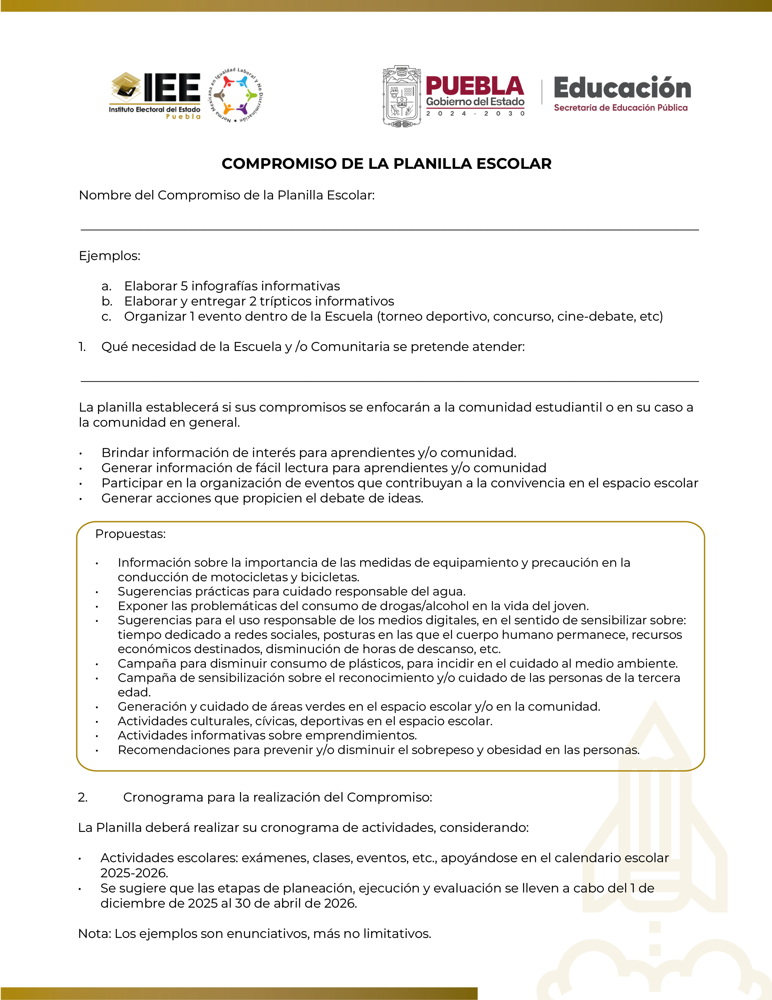 IEE
Instituto Electoral del Estado
Puebla
Norma Mexicana en Igualdad Laboral y No Discriminación •
PUEBLA
Gobierno del Estado
2024-2030
Educación
Secretaría de Educación Pública
COMPROMISO DE LA PLANILLA ESCOLAR
Nombre del Compromiso de la Planilla Escolar:
Ejemplos:
a. Elaborar 5 infografías informativas
b. Elaborar y entregar 2 trípticos informativos
c. Organizar 1 evento dentro de la Escuela (torneo deportivo, concurso, cine-debate, etc)
1. Qué necesidad de la Escuela y /o Comunitaria se pretende atender:
La planilla establecerá si sus compromisos se enfocarán a la comunidad estudiantil o en su caso a
la comunidad en general.
• Brindar información de interés para aprendientes y/o comunidad.
• Generar información de fácil lectura para aprendientes y/o comunidad
• Participar en la organización de eventos que contribuyan a la convivencia en el espacio escolar
• Generar acciones que propicien el debate de ideas.
Propuestas:
• Información sobre la importancia de las medidas de equipamiento y precaución en la
conducción de motocicletas y bicicletas.
• Sugerencias prácticas para cuidado responsable del agua.
• Exponer las problemáticas del consumo de drogas/alcohol en la vida del joven.
• Sugerencias para el uso responsable de los medios digitales, en el sentido de sensibilizar sobre:
tiempo dedicado a redes sociales, posturas en las que el cuerpo humano permanece, recursos
económicos destinados, disminución de horas de descanso, etc.
• Campaña para disminuir consumo de plásticos, para incidir en el cuidado al medio ambiente.
• Campaña de sensibilización sobre el reconocimiento y/o cuidado de las personas de la tercera
edad.
• Generación y cuidado de áreas verdes en el espacio escolar y/o en la comunidad.
• Actividades culturales, cívicas, deportivas en el espacio escolar.
• Actividades informativas sobre emprendimientos.
• Recomendaciones para prevenir y/o disminuir el sobrepeso y obesidad en las personas.
2. Cronograma para la realización del Compromiso:
La Planilla deberá realizar su cronograma de actividades, considerando:
• Actividades escolares: exámenes, clases, eventos, etc., apoyándose en el calendario escolar
2025-2026.
• Se sugiere que las etapas de planeación, ejecución y evaluación se lleven a cabo del 1 de
diciembre de 2025 al 30 de abril de 2026.
Nota: Los ejemplos son enunciativos, más no limitativos.